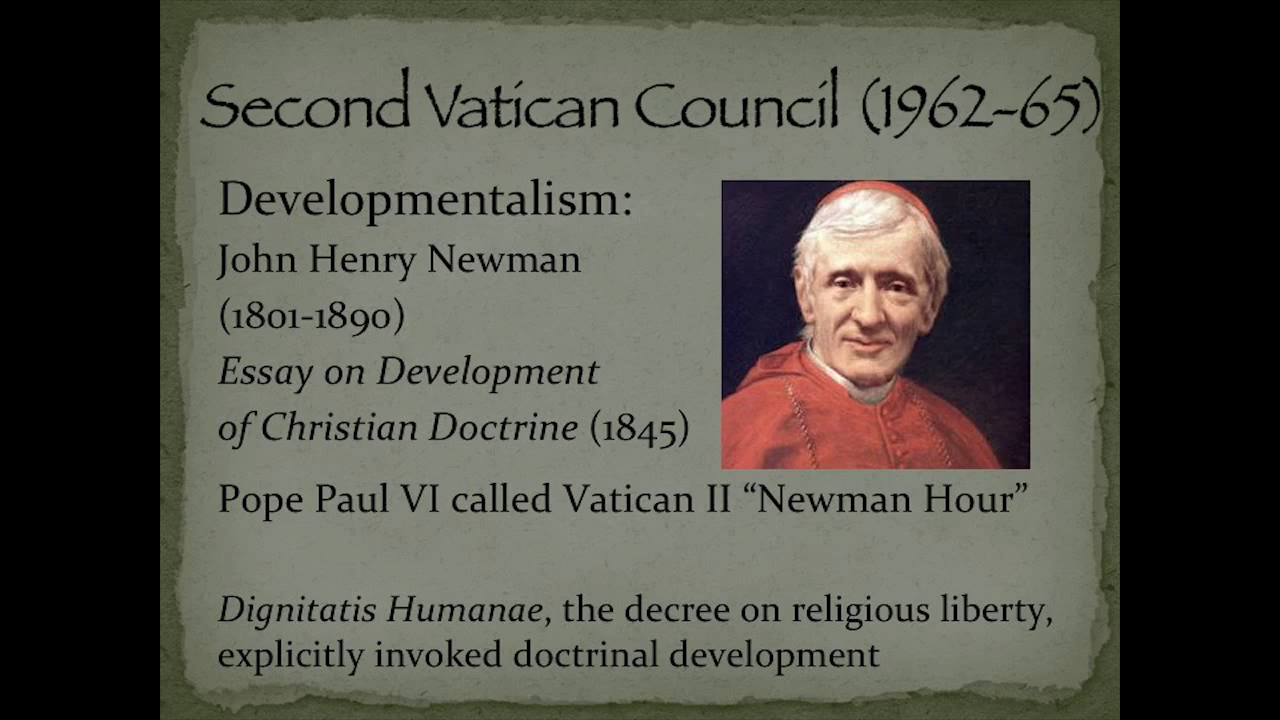 Second Vatican Council (1962-65)
Developmentalism:
John Henry Newman
(1801-1890)
Essay on Development
of Christian Doctrine (1845)
Pope Paul VI called Vatican II “Newman Hour”
Dignitatis Humanae, the decree on religious liberty,
explicitly invoked doctrinal development